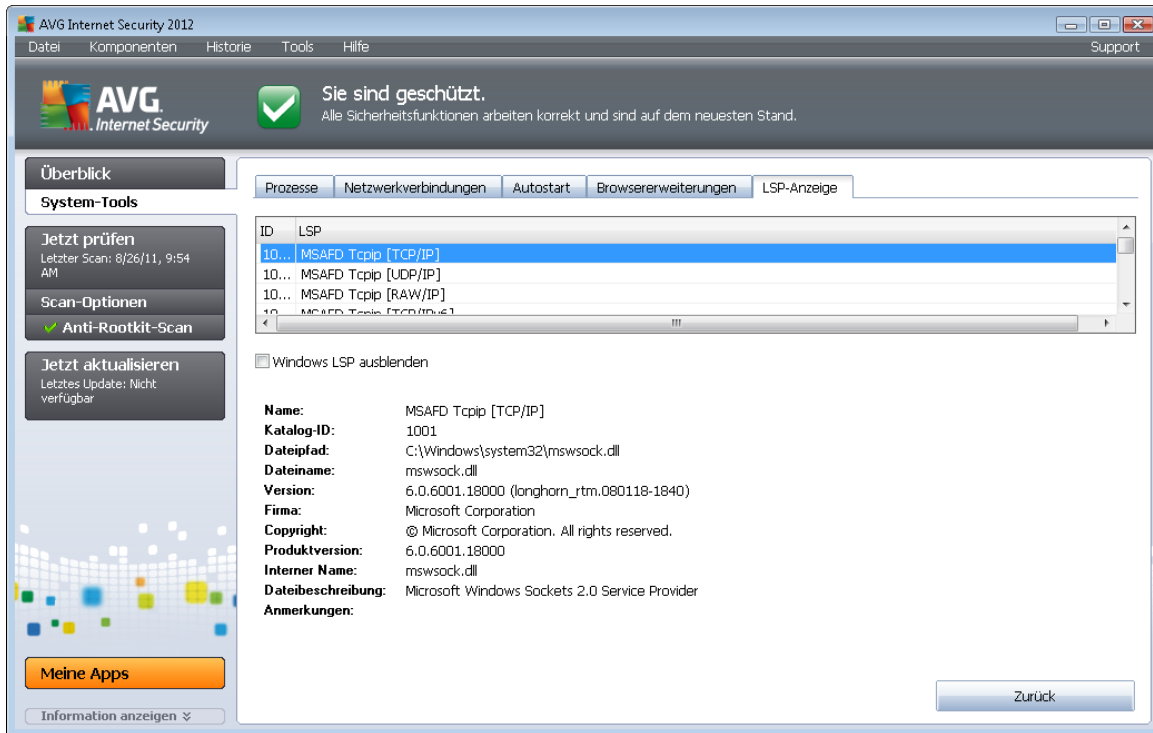 AVG Internet Security 2012
Datei Komponenten Historie Tools Hilfe Support
AVG.
Internet Security
Sie sind geschützt.
Alle Sicherheitsfunktionen arbeiten korrekt und sind auf dem neuesten Stand.
Überblick
System-Tools
Jetzt prüfen
Letzter Scan: 8/26/11, 9:54
AM
Scan-Optionen
Anti-Rootkit-Scan
Jetzt aktualisieren
Letztes Update: Nicht
verfügbar
Meine Apps
Information anzeigen
Prozesse Netzwerkverbindungen Autostart Browsererweiterungen LSP-Anzeige
ID LSP
10... MSAFD Tcpip [TCP/IP]
10... MSAFD Tcpip [UDP/IP]
10... MSAFD Tcpip [RAW/IP]
10... MSAFD Tcpip [TCP/IPv6]
Windows LSP ausblenden
Name: MSAFD Tcpip [TCP/IP]
Katalog-ID: 1001
Dateipfad: C:\Windows\system32\mswsock.dll
Dateiname: mswsock.dll
Version: 6.0.6001.18000 (longhorn_rtm.080118-1840)
Firma: Microsoft Corporation
Copyright: © Microsoft Corporation. All rights reserved.
Produktversion: 6.0.6001.18000
Interner Name: mswsock.dll
Dateibeschreibung: Microsoft Windows Sockets 2.0 Service Provider
Anmerkungen:
Zurück